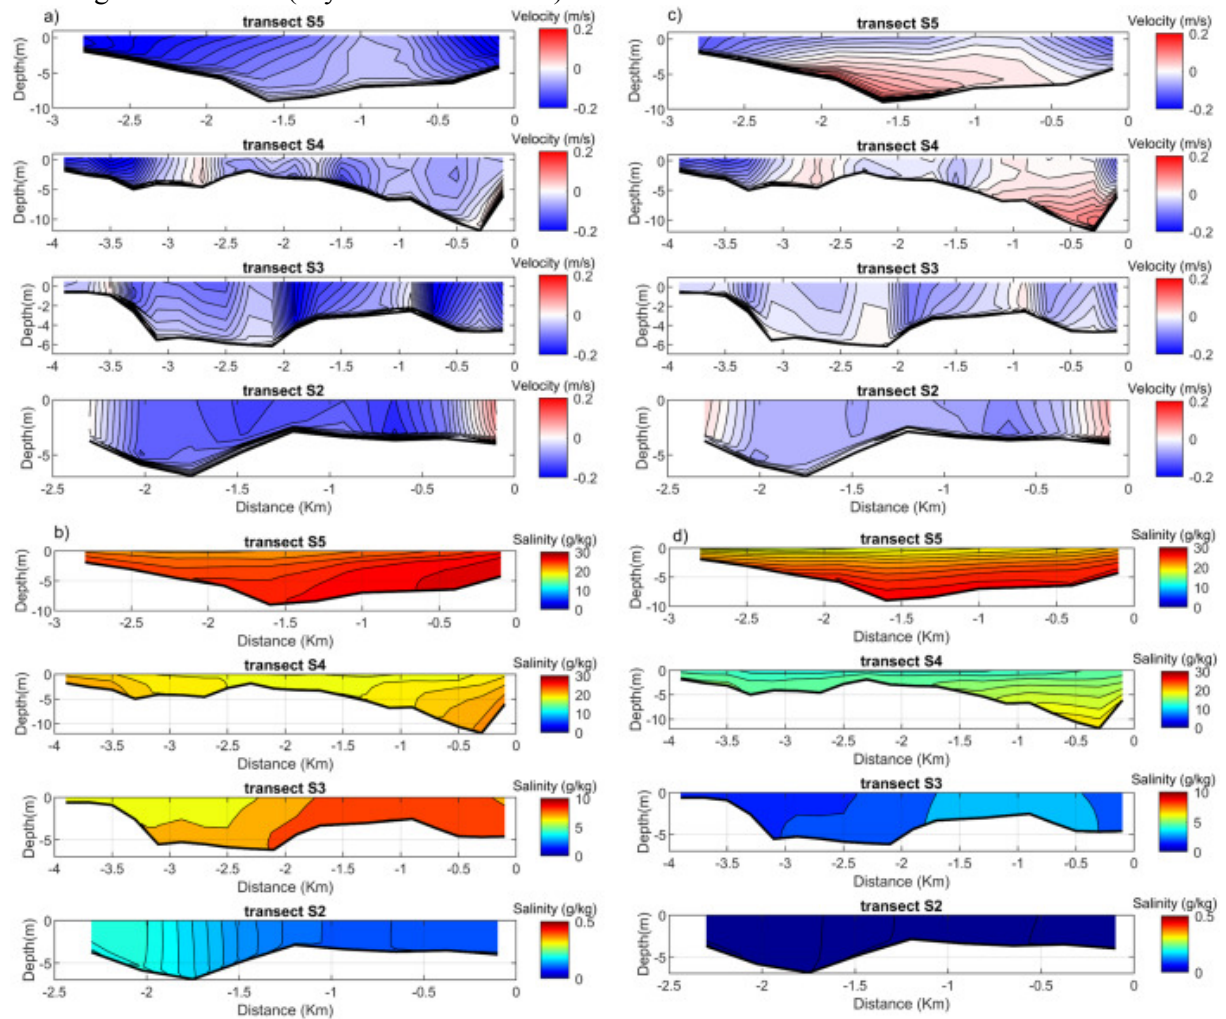 a)
transect S5
Velocity (m/s)
0
-5
-10
Depth(m)
-3 -2.5 -2 -1.5 -1 -0.5 0
0.2
0
-0.2
transect S4
Velocity (m/s)
0
-5
-10
Depth(m)
-4 -3.5 -3 -2.5 -2 -1.5 -1 -0.5 0
0.2
0
-0.2
transect S3
Velocity (m/s)
0
-2
-4
-6
Depth(m)
-4 -3.5 -3 -2.5 -2 -1.5 -1 -0.5 0
0.2
0
-0.2
transect S2
Velocity (m/s)
0
-5
Depth(m)
-2.5 -2 -1.5 -1 -0.5 0
Distance (Km)
0.2
0
-0.2
c)
transect S5
Velocity (m/s)
0
-5
-10
Depth(m)
-3 -2.5 -2 -1.5 -1 -0.5 0
0.2
0
-0.2
transect S4
Velocity (m/s)
0
-5
-10
Depth(m)
-4 -3.5 -3 -2.5 -2 -1.5 -1 -0.5 0
0.2
0
-0.2
transect S3
Velocity (m/s)
0
-2
-4
-6
Depth(m)
-4 -3.5 -3 -2.5 -2 -1.5 -1 -0.5 0
0.2
0
-0.2
transect S2
Velocity (m/s)
0
-5
Depth(m)
-2.5 -2 -1.5 -1 -0.5 0
Distance (Km)
0.2
0
-0.2
b)
transect S5
Salinity (g/kg)
0
-5
-10
Depth(m)
-3 -2.5 -2 -1.5 -1 -0.5 0
Distance (Km)
30
20
10
0
transect S4
Salinity (g/kg)
0
-5
-10
Depth(m)
-4 -3.5 -3 -2.5 -2 -1.5 -1 -0.5 0
Distance (Km)
30
20
10
0
transect S3
Salinity (g/kg)
0
-5
Depth(m)
-4 -3.5 -3 -2.5 -2 -1.5 -1 -0.5 0
Distance (Km)
10
5
0
transect S2
Salinity (g/kg)
0
-5
Depth(m)
-2.5 -2 -1.5 -1 -0.5 0
Distance (Km)
0.5
0
d)
transect S5
Salinity (g/kg)
0
-5
-10
Depth(m)
-3 -2.5 -2 -1.5 -1 -0.5 0
Distance (Km)
30
20
10
0
transect S4
Salinity (g/kg)
0
-5
-10
Depth(m)
-4 -3.5 -3 -2.5 -2 -1.5 -1 -0.5 0
Distance (Km)
30
20
10
0
transect S3
Salinity (g/kg)
0
-5
Depth(m)
-4 -3.5 -3 -2.5 -2 -1.5 -1 -0.5 0
Distance (Km)
10
5
0
transect S2
Salinity (g/kg)
0
-5
Depth(m)
-2.5 -2 -1.5 -1 -0.5 0
Distance (Km)
0.5
0